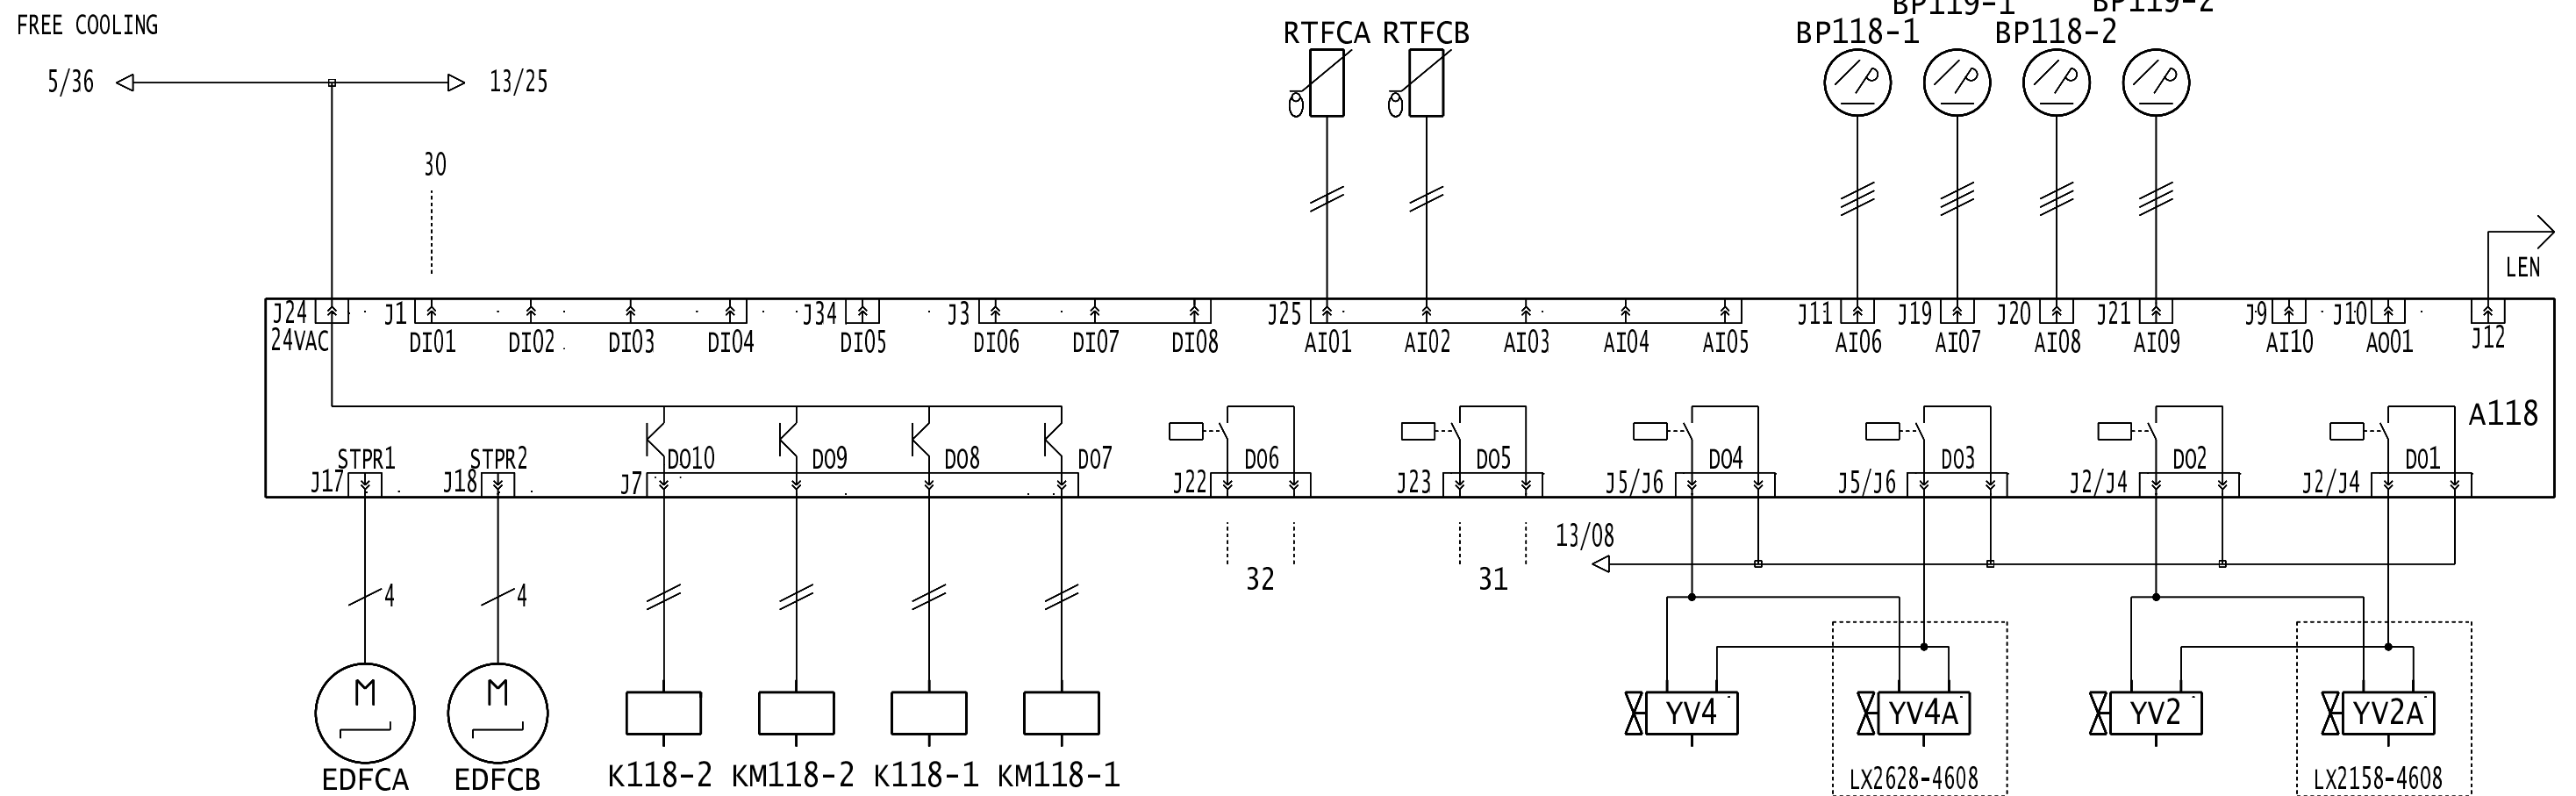 FREE COOLING
BP119-1 BP119-2
RTFCA RTFCB BP118-1 BP118-2
5/36 13/25
30
LEN
J24 J1 J34 J3 J25 J11 J19 J20 J21 J9 J10 J12
24VAC DI01 DI02 DI03 DI04 DI05 DI06 DI07 DI08 AI01 AI02 AI03 AI04 AI05 AI06 AI07 AI08 AI09 AI10 AO01
A118
STPR1 STPR2 DO10 DO9 DO8 DO7 DO6 DO5 DO4 DO3 DO2 DO1
J17 J18 J7 J22 J23 J5/J6 J5/J6 J2/J4 J2/J4
13/08
32 31
4 4
M M YV4 YV4A YV2 YV2A
EDFCA EDFCB K118-2 KM118-2 K118-1 KM118-1 LX2628-4608 LX2158-4608